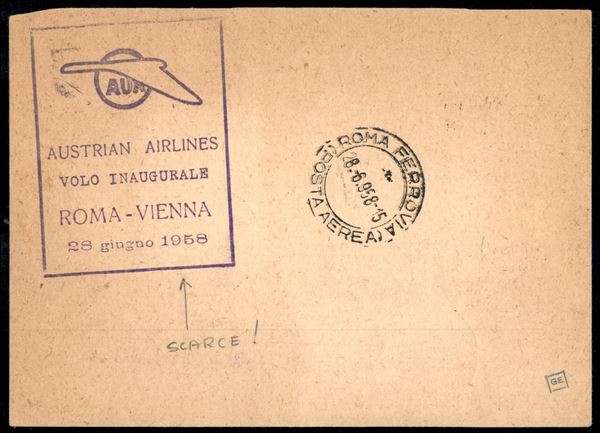 AUA
AUSTRIAN AIRLINES
VOLO INAUGURALE
ROMA-VIENNA
28 giugno 1958
SCARCE!
ROMA FERROVIA (POSTA AEREA)
28.-6.958-15
GE